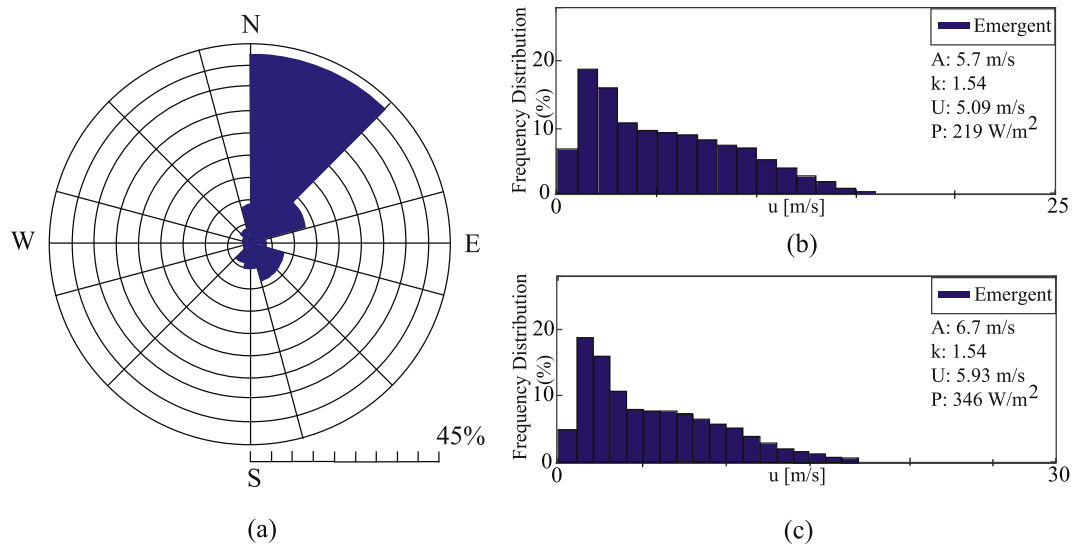 N
W
E
S
45%
(a)
Frequency Distribution
(%)
20
10
0
0
u [m/s]
25
Emergent
A: 5.7 m/s
k: 1.54
U: 5.09 m/s
P: 219 W/m2
(b)
Frequency Distribution
(%)
20
10
0
0
u [m/s]
30
Emergent
A: 6.7 m/s
k: 1.54
U: 5.93 m/s
P: 346 W/m2
(c)